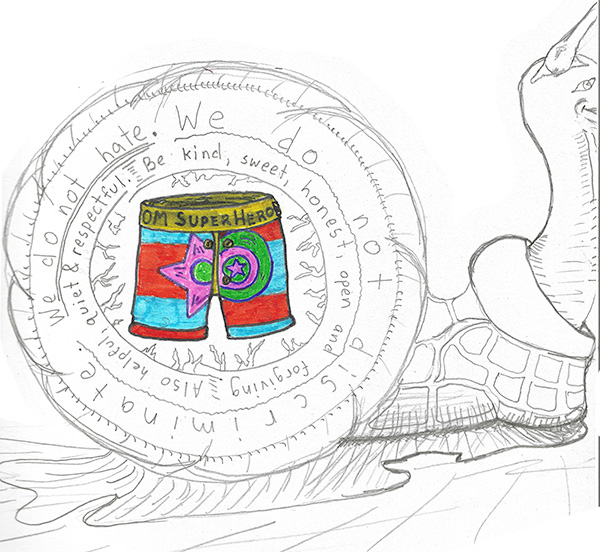 We do not discriminate. We do not hate.
Be kind, sweet, honest, open and forgiving Also helpful, quiet & respectful.
OM SUPERHERO